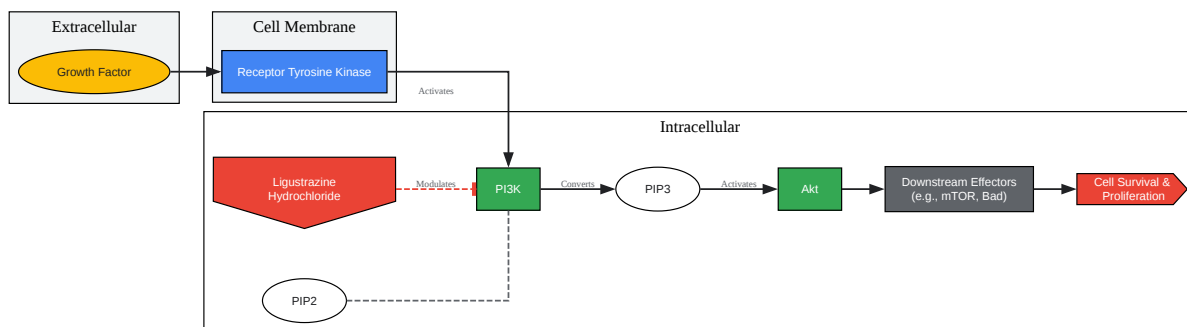 Extracellular
Cell Membrane
Growth Factor
Receptor Tyrosine Kinase
Activates
Intracellular
Ligustrazine
Hydrochloride
Modulates
PI3K
Converts
PIP3
Activates
Akt
Downstream Effectors
(e.g., mTOR, Bad)
Cell Survival &
Proliferation
PIP2